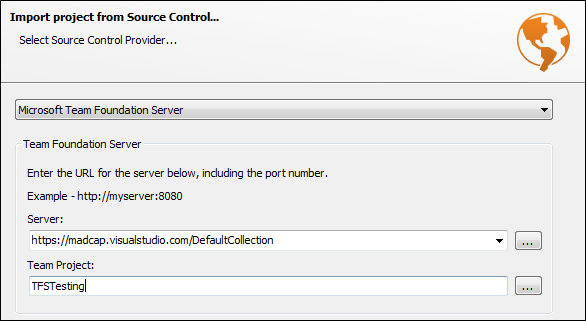 Import project from Source Control...
Select Source Control Provider...
Microsoft Team Foundation Server
Team Foundation Server
Enter the URL for the server below, including the port number.
Example - http://myserver:8080
Server:
https://madcap.visualstudio.com/DefaultCollection
...
Team Project:
TFSTesting
...